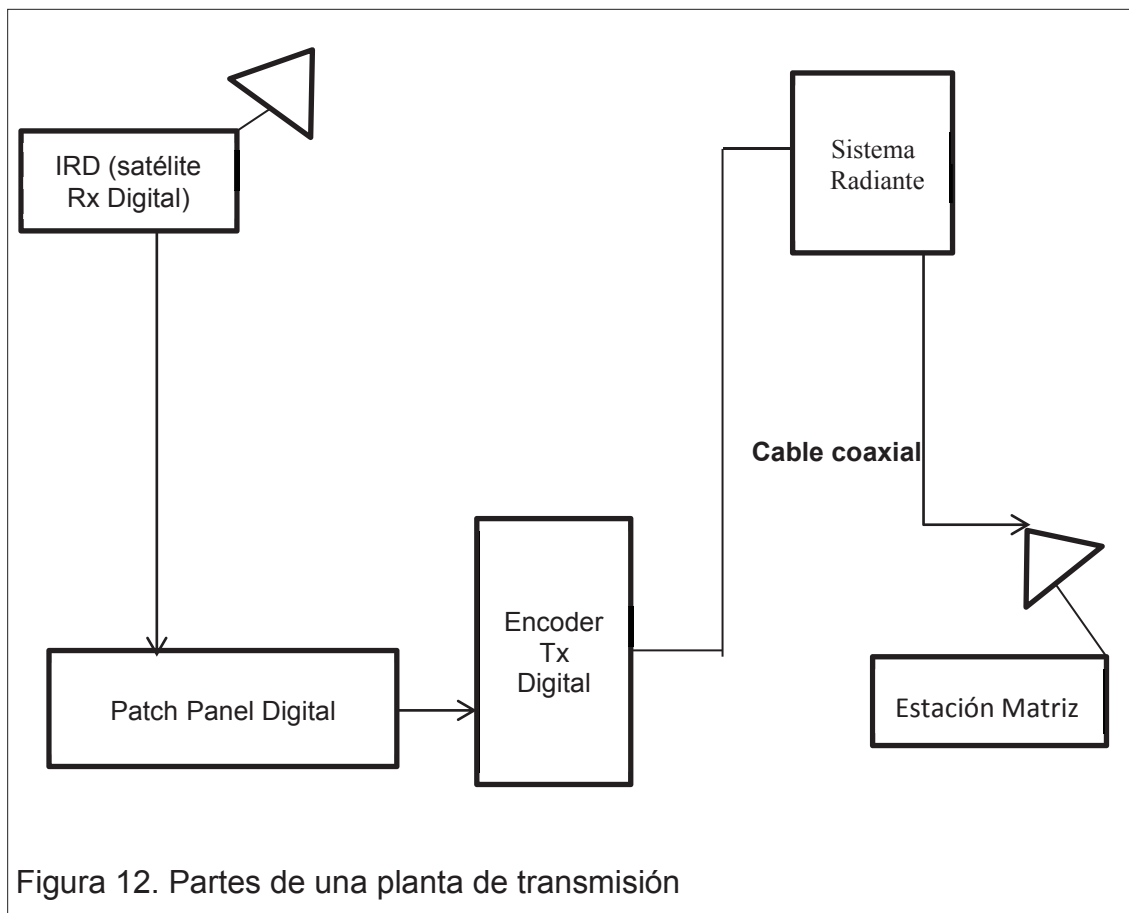 IRD (satélite
Rx Digital)
Sistema
Radiante
Cable coaxial
Encoder
Tx
Digital
Patch Panel Digital
Estación Matriz
Figura 12. Partes de una planta de transmisión